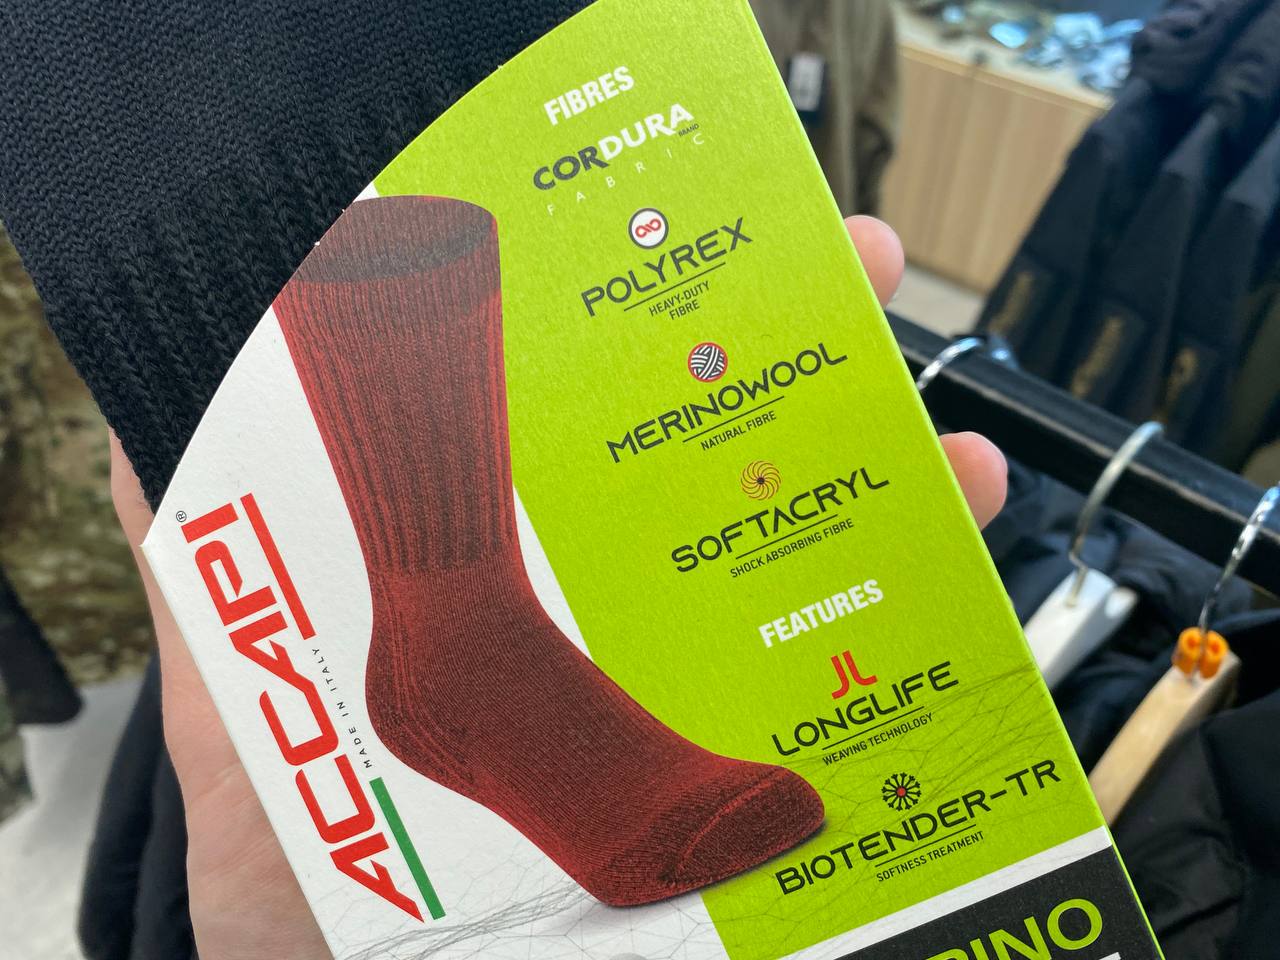 FIBRES
CORDURA
BRAND
FABRIC
POLYREX
HEAVY-DUTY
FIBRE
MERINOWOOL
NATURAL FIBRE
SOFTACRYL
SHOCK ABSORBING FIBRE
FEATURES
JL
LONGLIFE
WEAVING TECHNOLOGY
BIOTENDER-TR
SOFTNESS TREATMENT
ACCAPI®
MADE IN ITALY